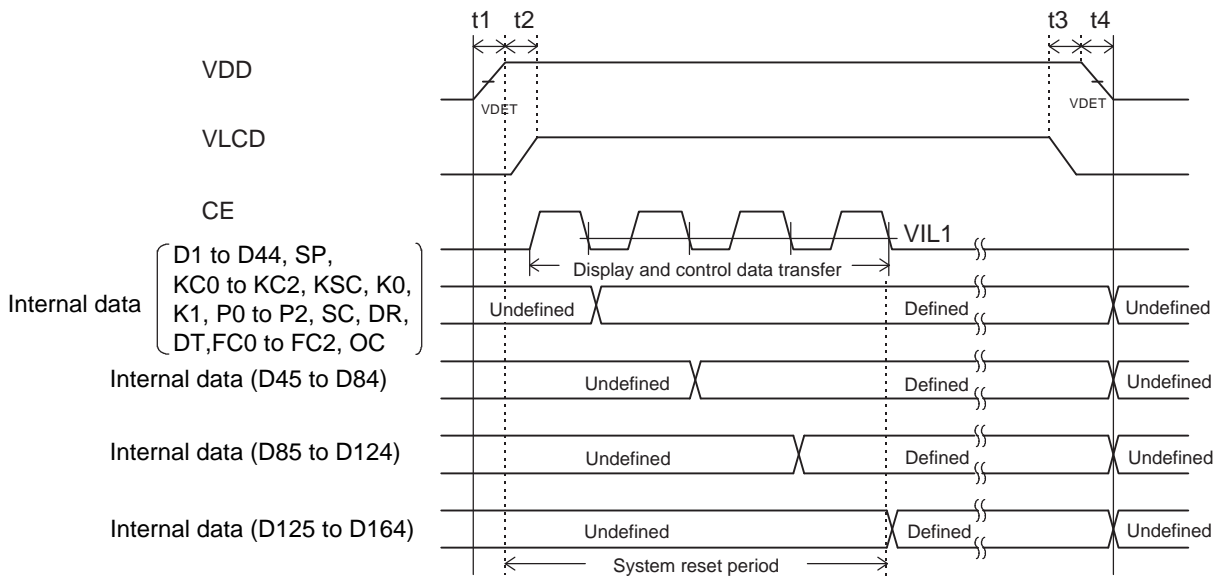 t1 t2 t3 t4
VDD
VDET VDET
VLCD
CE
VIL1
D1 to D44, SP,
Display and control data transfer
KC0 to KC2, KSC, K0,
Internal data
K1, P0 to P2, SC, DR,
Undefined Defined Undefined
DT,FC0 to FC2, OC
Internal data (D45 to D84)
Undefined Defined Undefined
Internal data (D85 to D124)
Undefined Defined Undefined
Internal data (D125 to D164)
Undefined Defined Undefined
System reset period